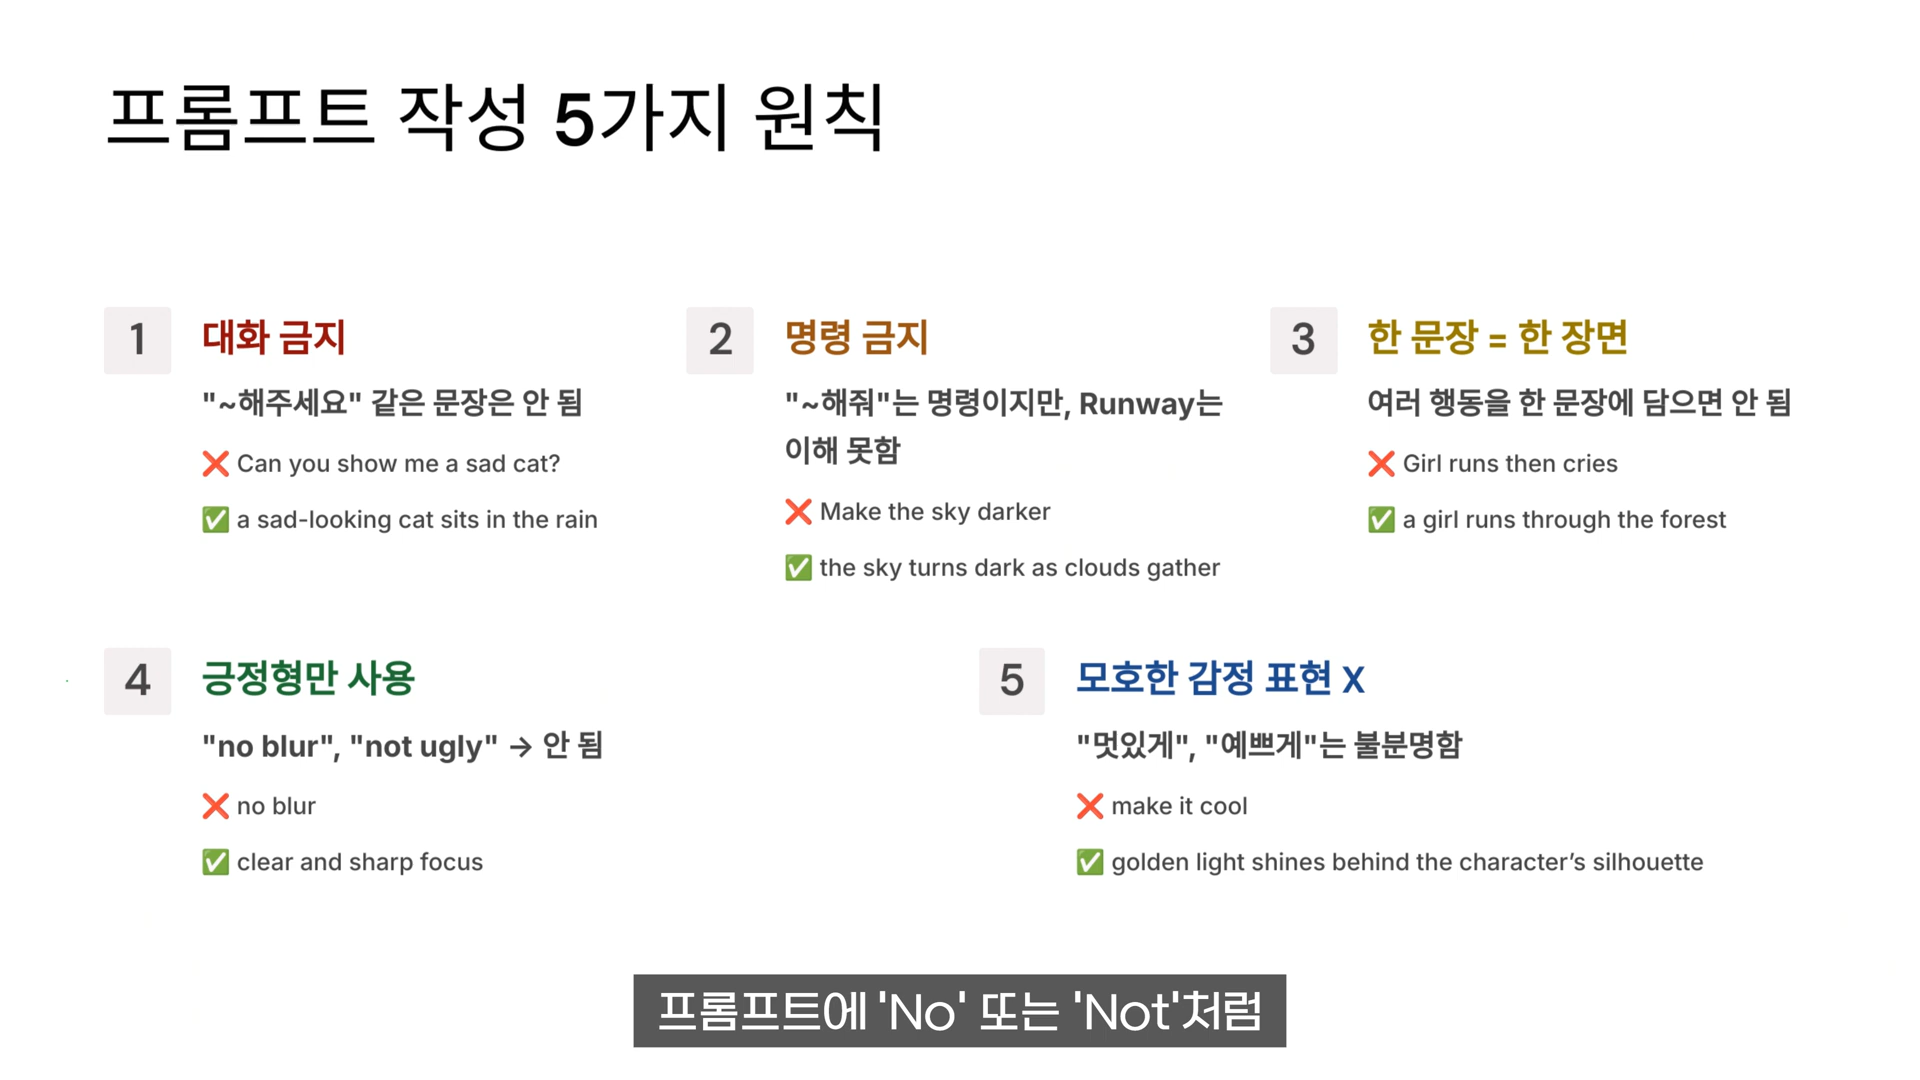 프롬프트 작성 5가지 원칙
1
대화 금지
"~해주세요" 같은 문장은 안 됨
❌ Can you show me a sad cat?
✅ a sad-looking cat sits in the rain
2
명령 금지
"~해줘"는 명령이지만, Runway는
이해 못함
❌ Make the sky darker
✅ the sky turns dark as clouds gather
3
한 문장 = 한 장면
여러 행동을 한 문장에 담으면 안 됨
❌ Girl runs then cries
✅ a girl runs through the forest
4
긍정형만 사용
"no blur", "not ugly" → 안 됨
❌ no blur
✅ clear and sharp focus
5
모호한 감정 표현 X
"멋있게", "예쁘게"는 불분명함
❌ make it cool
✅ golden light shines behind the character’s silhouette
프롬프트에 'No' 또는 'Not'처럼